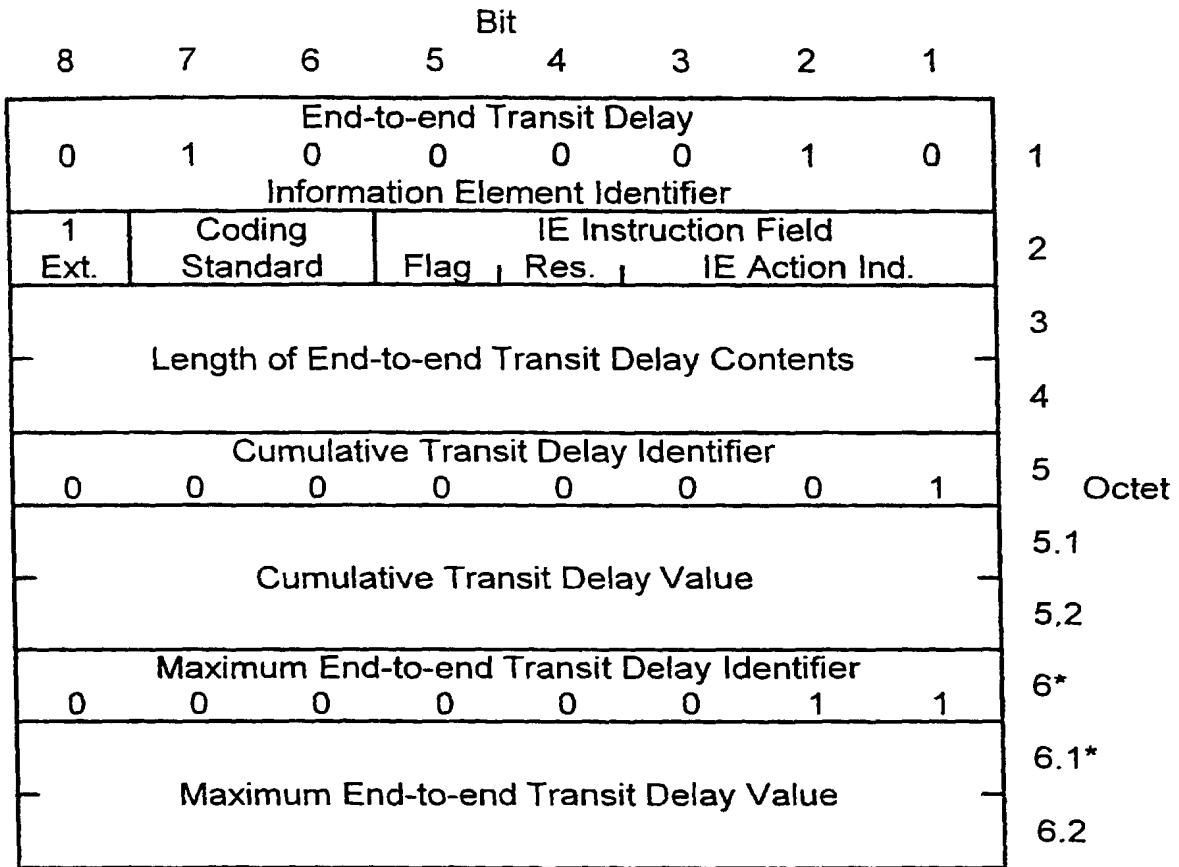 Bit
8 7 6 5 4 3 2 1
End-to-end Transit Delay
0 1 0 0 0 0 1 0 1
Information Element Identifier
1 Coding IE Instruction Field
Ext. Standard Flag Res. IE Action Ind.
2
3
Length of End-to-end Transit Delay Contents
4
Cumulative Transit Delay Identifier
0 0 0 0 0 0 0 1
5 Octet
5.1
Cumulative Transit Delay Value
5.2
Maximum End-to-end Transit Delay Identifier
0 0 0 0 0 0 1 1
6*
6.1*
Maximum End-to-end Transit Delay Value
6.2